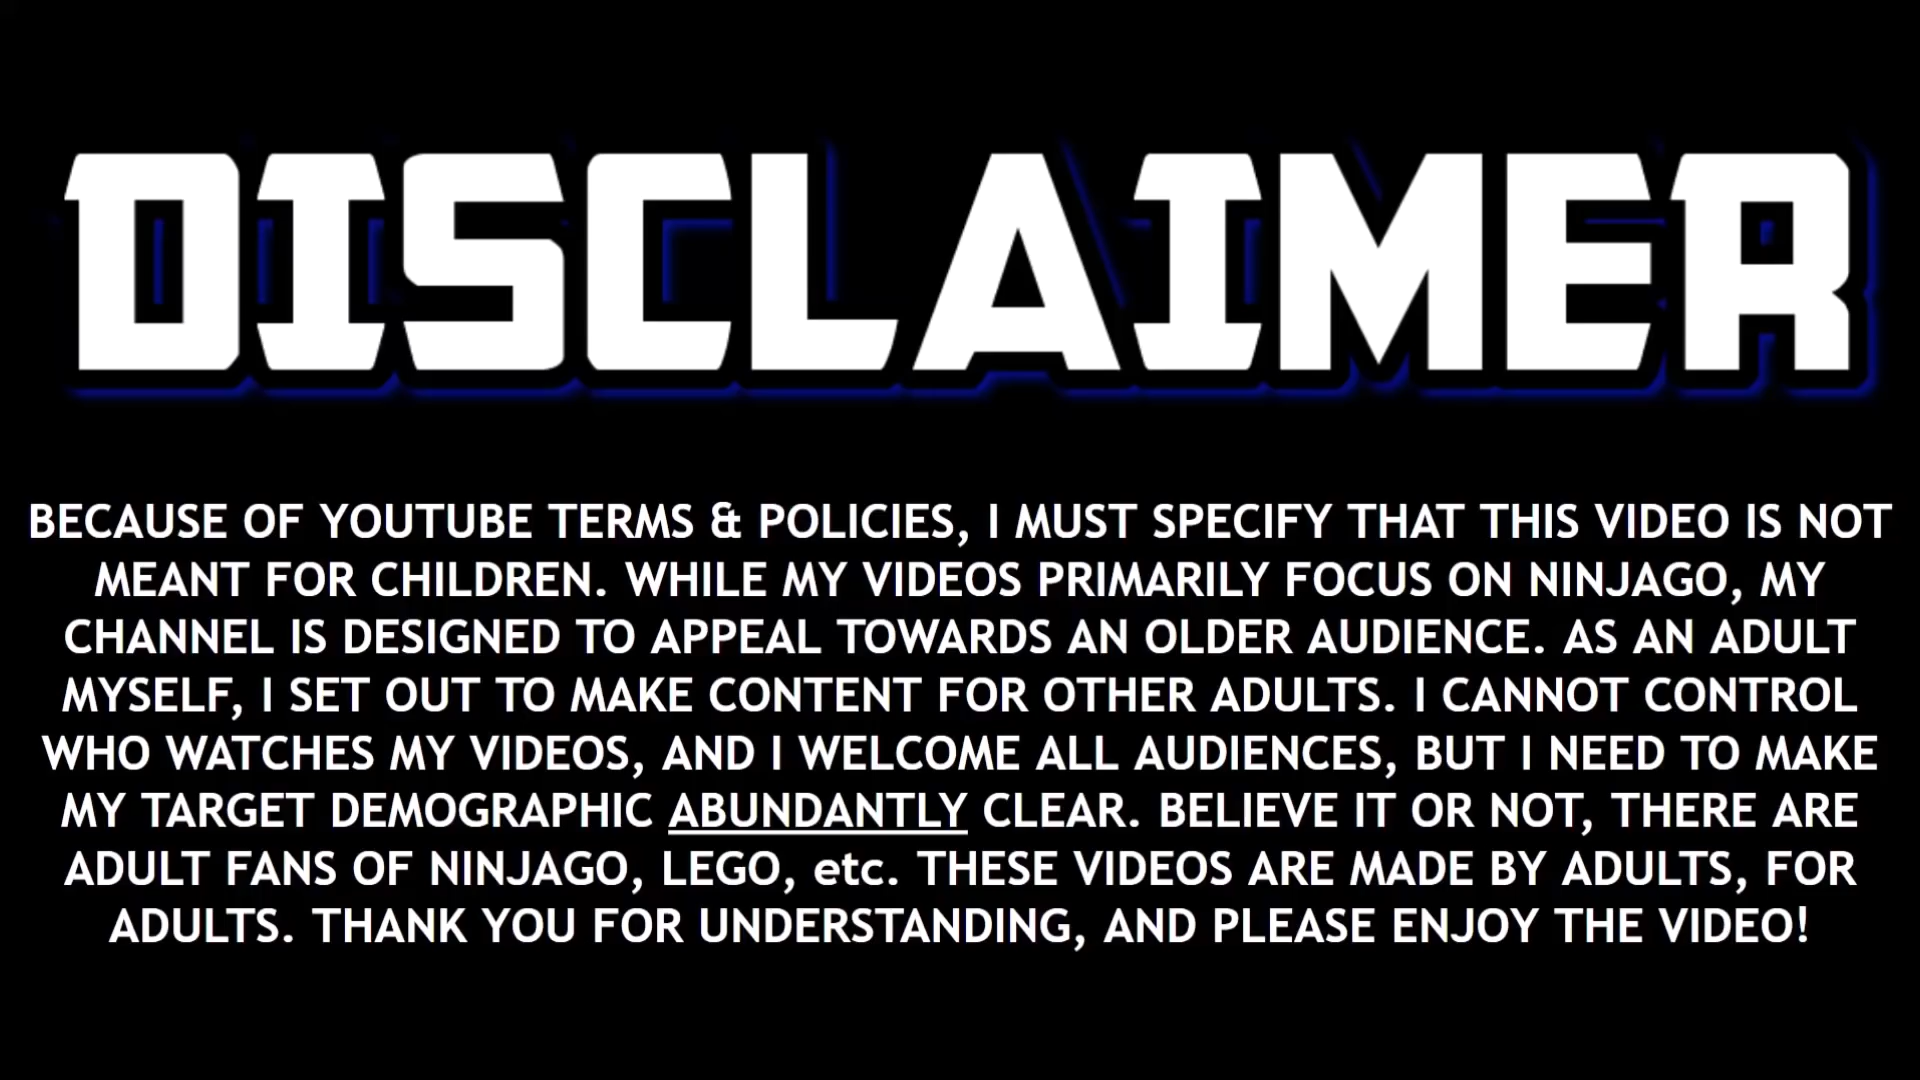 DISCLAIMER
BECAUSE OF YOUTUBE TERMS & POLICIES, I MUST SPECIFY THAT THIS VIDEO IS NOT
MEANT FOR CHILDREN. WHILE MY VIDEOS PRIMARILY FOCUS ON NINJAGO, MY
CHANNEL IS DESIGNED TO APPEAL TOWARDS AN OLDER AUDIENCE. AS AN ADULT
MYSELF, I SET OUT TO MAKE CONTENT FOR OTHER ADULTS. I CANNOT CONTROL
WHO WATCHES MY VIDEOS, AND I WELCOME ALL AUDIENCES, BUT I NEED TO MAKE
MY TARGET DEMOGRAPHIC ABUNDANTLY CLEAR. BELIEVE IT OR NOT, THERE ARE
ADULT FANS OF NINJAGO, LEGO, etc. THESE VIDEOS ARE MADE BY ADULTS, FOR
ADULTS. THANK YOU FOR UNDERSTANDING, AND PLEASE ENJOY THE VIDEO!